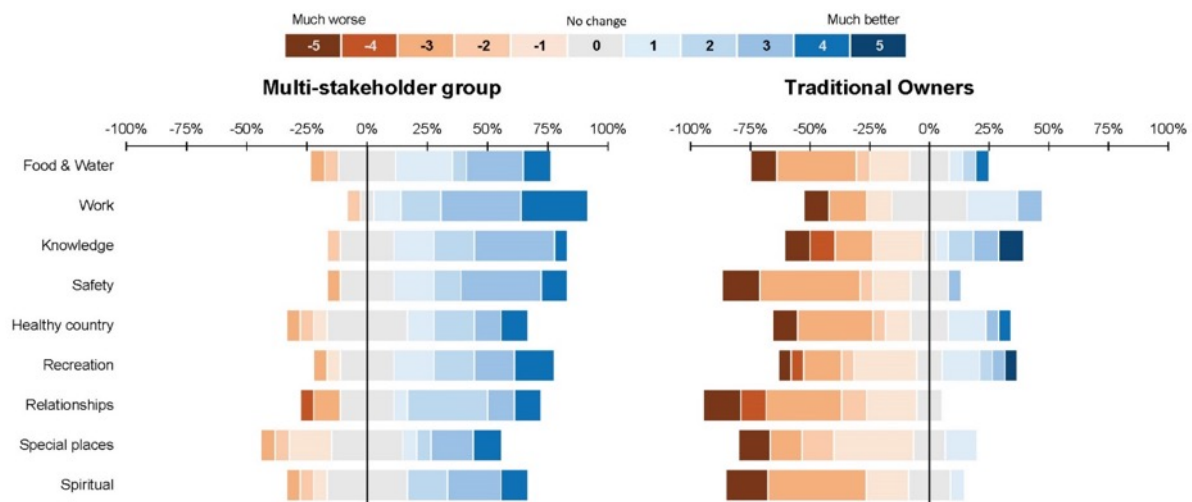 Much worse No change Much better
-5 -4 -3 -2 -1 0 1 2 3 4 5
Multi-stakeholder group Traditional Owners
-100% -75% -50% -25% 0% 25% 50% 75% 100% -100% -75% -50% -25% 0% 25% 50% 75% 100%
Food & Water
Work
Knowledge
Safety
Healthy country
Recreation
Relationships
Special places
Spiritual